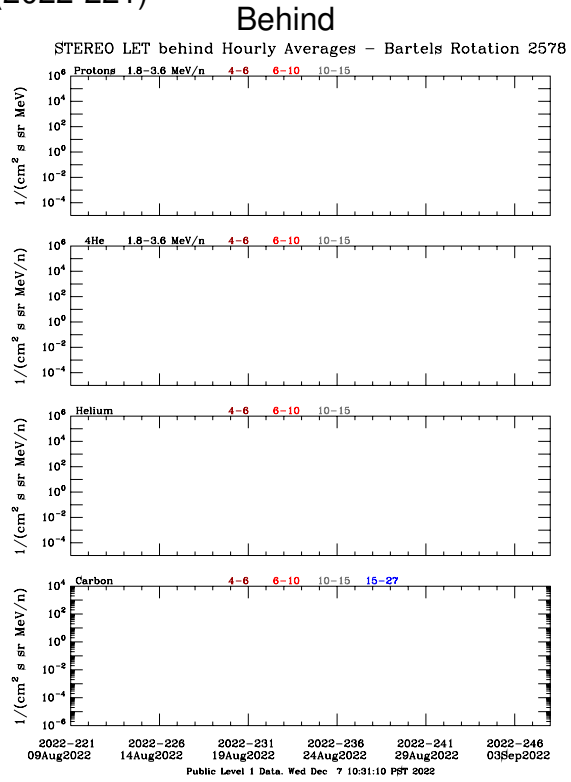 (2022-221)
Behind
STEREO LET behind Hourly Averages – Bartels Rotation 2578
Protons 1.8–3.6 MeV/n 4–6 6–10 10–15
10⁶
10⁴
10²
10⁰
10⁻²
10⁻⁴
1/(cm² s sr MeV)
4He 1.8–3.6 MeV/n 4–6 6–10 10–15
10⁶
10⁴
10²
10⁰
10⁻²
1/(cm² s sr MeV/n)
Helium 4–6 6–10 10–15
10⁶
10⁴
10²
10⁰
10⁻²
10⁻⁴
1/(cm² s sr MeV/n)
Carbon 4–6 6–10 10–15 15–27
10⁴
10²
10⁰
10⁻²
10⁻⁴
10⁻⁶
1/(cm² s sr MeV/n)
2022–221 2022–226 2022–231 2022–236 2022–241 2022–246
09Aug2022 14Aug2022 19Aug2022 24Aug2022 29Aug2022 03Sep2022
Public Level 1 Data. Wed Dec 7 10:31:10 PST 2022